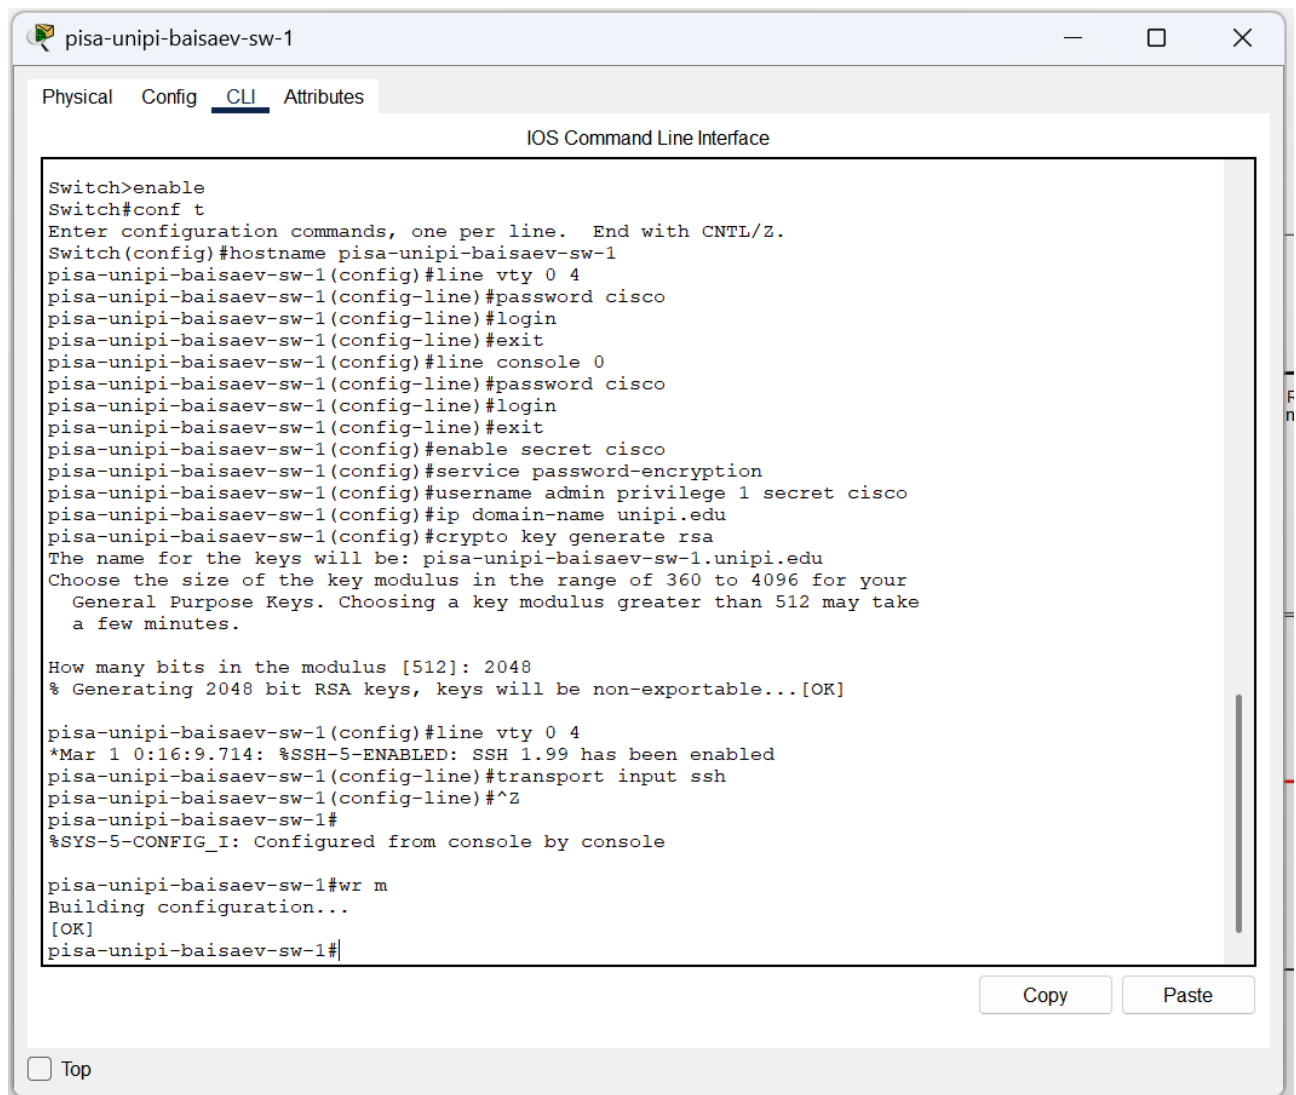 pisa-unipi-baisaev-sw-1
Physical Config CLI Attributes
IOS Command Line Interface
Switch>enable
Switch#conf t
Enter configuration commands, one per line.  End with CNTL/Z.
Switch(config)#hostname pisa-unipi-baisaev-sw-1
pisa-unipi-baisaev-sw-1(config)#line vty 0 4
pisa-unipi-baisaev-sw-1(config-line)#password cisco
pisa-unipi-baisaev-sw-1(config-line)#login
pisa-unipi-baisaev-sw-1(config-line)#exit
pisa-unipi-baisaev-sw-1(config)#line console 0
pisa-unipi-baisaev-sw-1(config-line)#password cisco
pisa-unipi-baisaev-sw-1(config-line)#login
pisa-unipi-baisaev-sw-1(config-line)#exit
pisa-unipi-baisaev-sw-1(config)#enable secret cisco
pisa-unipi-baisaev-sw-1(config)#service password-encryption
pisa-unipi-baisaev-sw-1(config)#username admin privilege 1 secret cisco
pisa-unipi-baisaev-sw-1(config)#ip domain-name unipi.edu
pisa-unipi-baisaev-sw-1(config)#crypto key generate rsa
The name for the keys will be: pisa-unipi-baisaev-sw-1.unipi.edu
Choose the size of the key modulus in the range of 360 to 4096 for your
  General Purpose Keys. Choosing a key modulus greater than 512 may take
  a few minutes.
How many bits in the modulus [512]: 2048
% Generating 2048 bit RSA keys, keys will be non-exportable...[OK]
pisa-unipi-baisaev-sw-1(config)#line vty 0 4
*Mar 1 0:16:9.714: %SSH-5-ENABLED: SSH 1.99 has been enabled
pisa-unipi-baisaev-sw-1(config-line)#transport input ssh
pisa-unipi-baisaev-sw-1(config-line)#^Z
pisa-unipi-baisaev-sw-1#
%SYS-5-CONFIG_I: Configured from console by console
pisa-unipi-baisaev-sw-1#wr m
Building configuration...
[OK]
pisa-unipi-baisaev-sw-1#
Copy Paste
Top